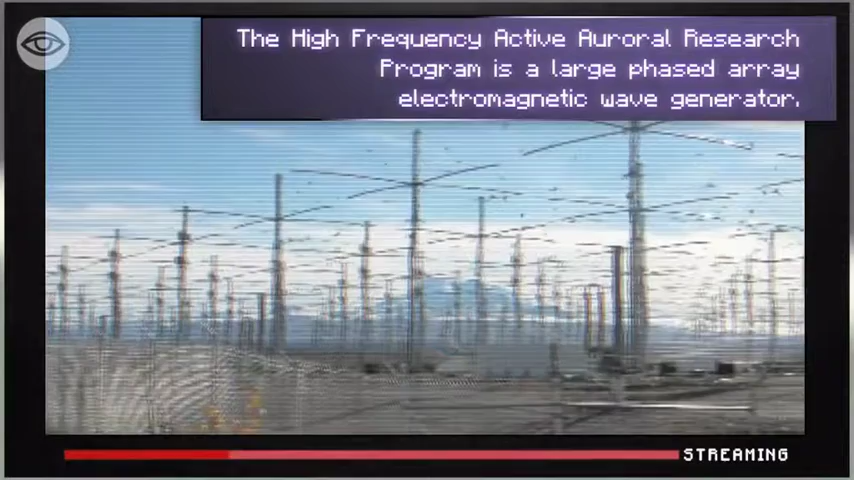 The High Frequency Active Auroral Research
Program is a large phased array
electromagnetic wave generator.
STREAMING